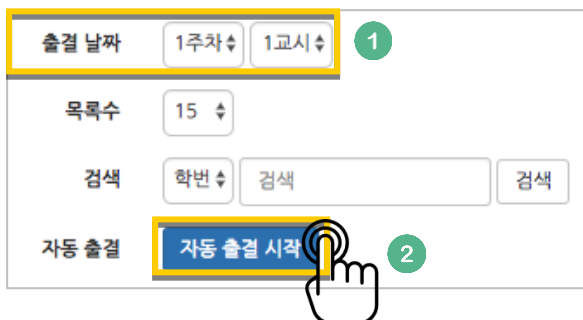 출결 날짜 1주차 1교시 1
목록수 15
검색 학번 검색 검색
자동 출결 자동 출결 시작 2